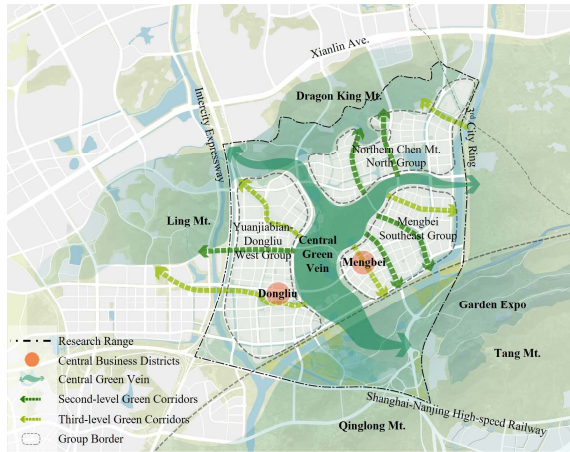 Xianlin Ave.
Dragon King Mt.
Intercity Expressway
3rd City Ring
Northern Chen Mt.
North Group
Ling Mt.
Yuanjiabian-
Dongliu
West Group
Central
Green
Vein
Mengbei
Southeast Group
Mengbei
Donglin
Garden Expo
Tang Mt.
Research Range
Central Business Districts
Central Green Vein
Second-level Green Corridors
Third-level Green Corridors
Group Border
Shanghai-Nanjing High-speed Railway
Qinglong Mt.